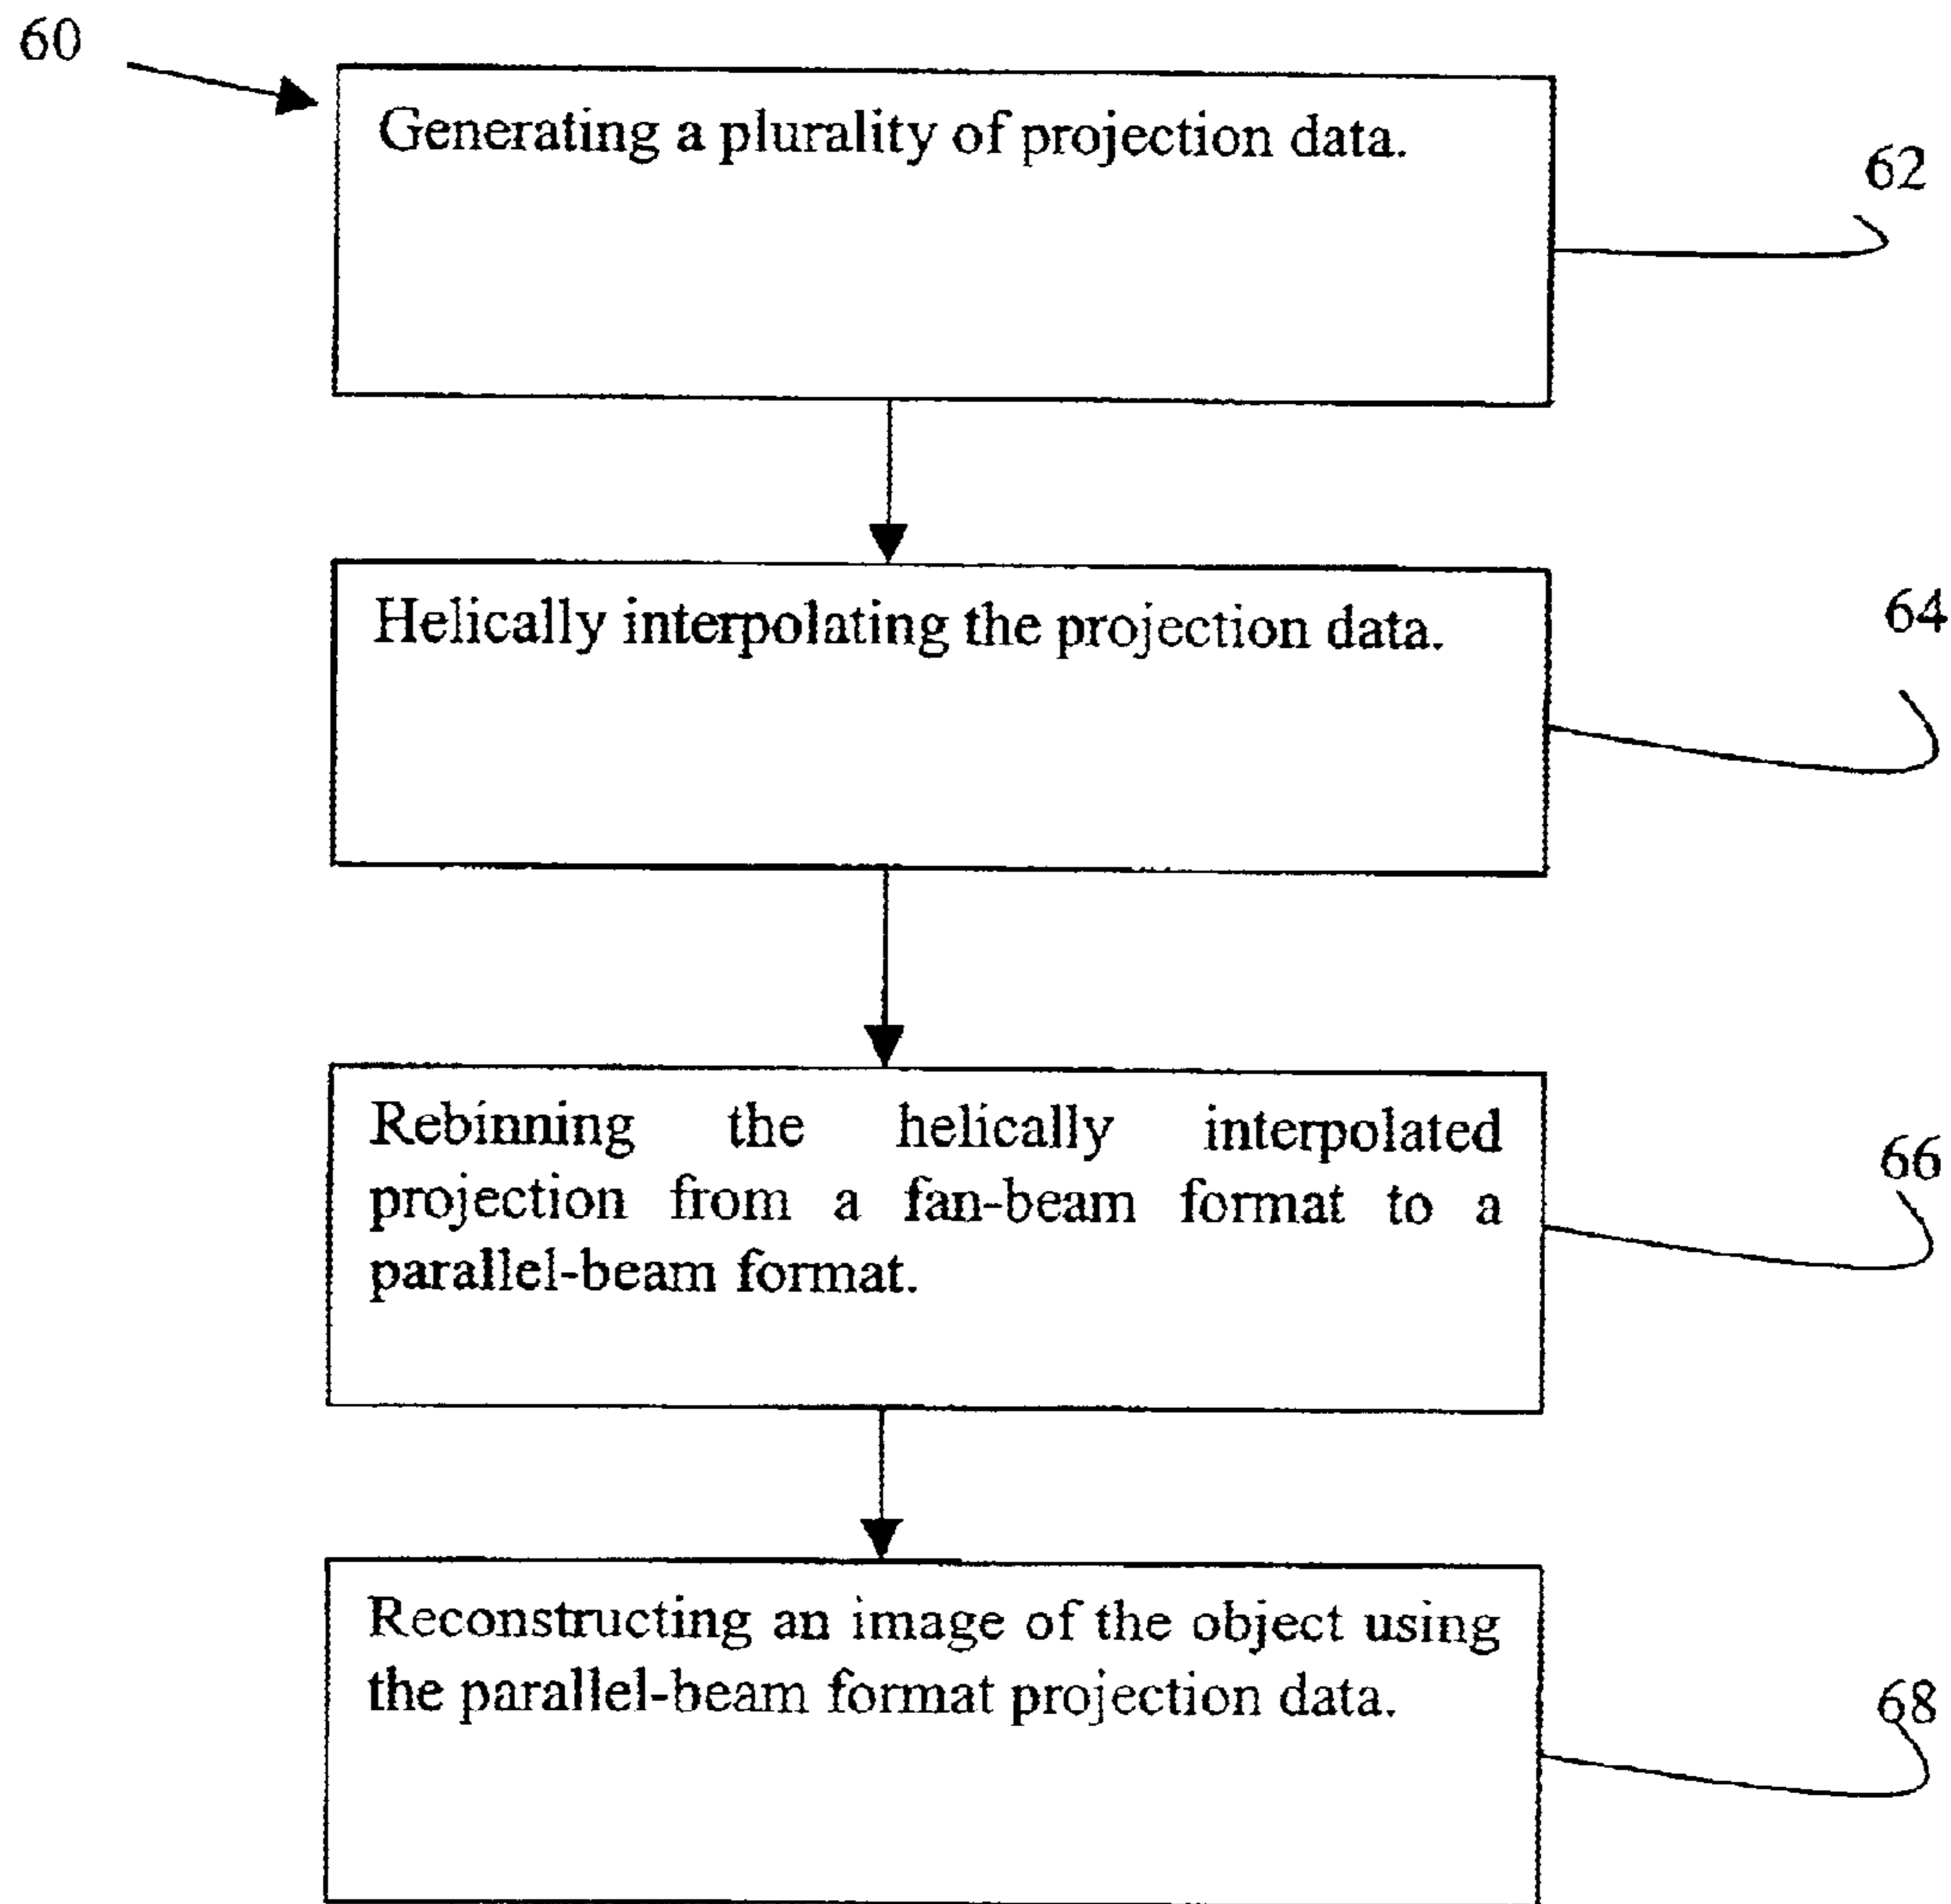 60
Generating a plurality of projection data.
62
Helically interpolating the projection data.
64
Rebinning the helically interpolated
projection from a fan-beam format to a
parallel-beam format.
66
Reconstructing an image of the object using
the parallel-beam format projection data.
68